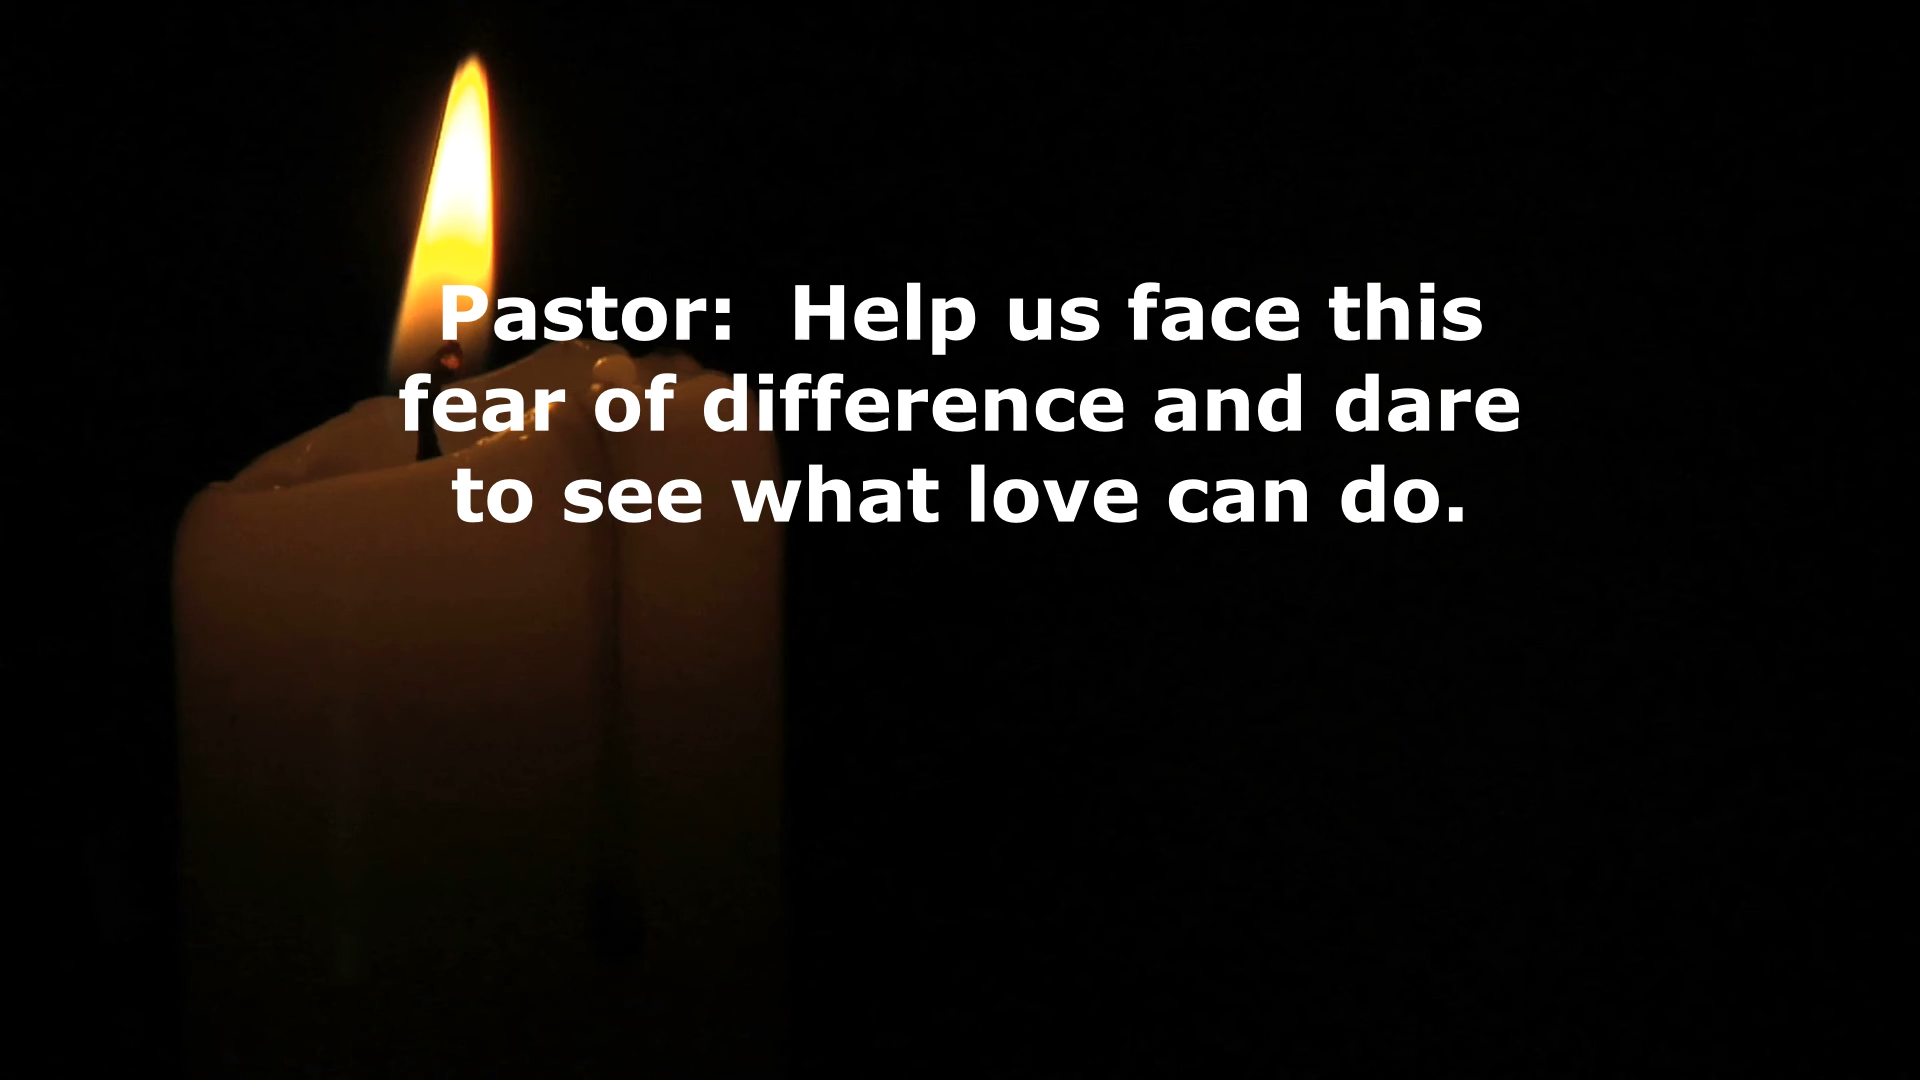 Pastor:  Help us face this
fear of difference and dare
to see what love can do.